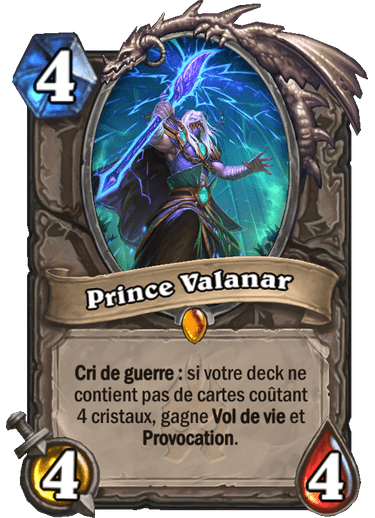 4
Prince Valanar
Cri de guerre : si votre deck ne
contient pas de cartes coûtant
4 cristaux, gagne Vol de vie et
Provocation.
4
4